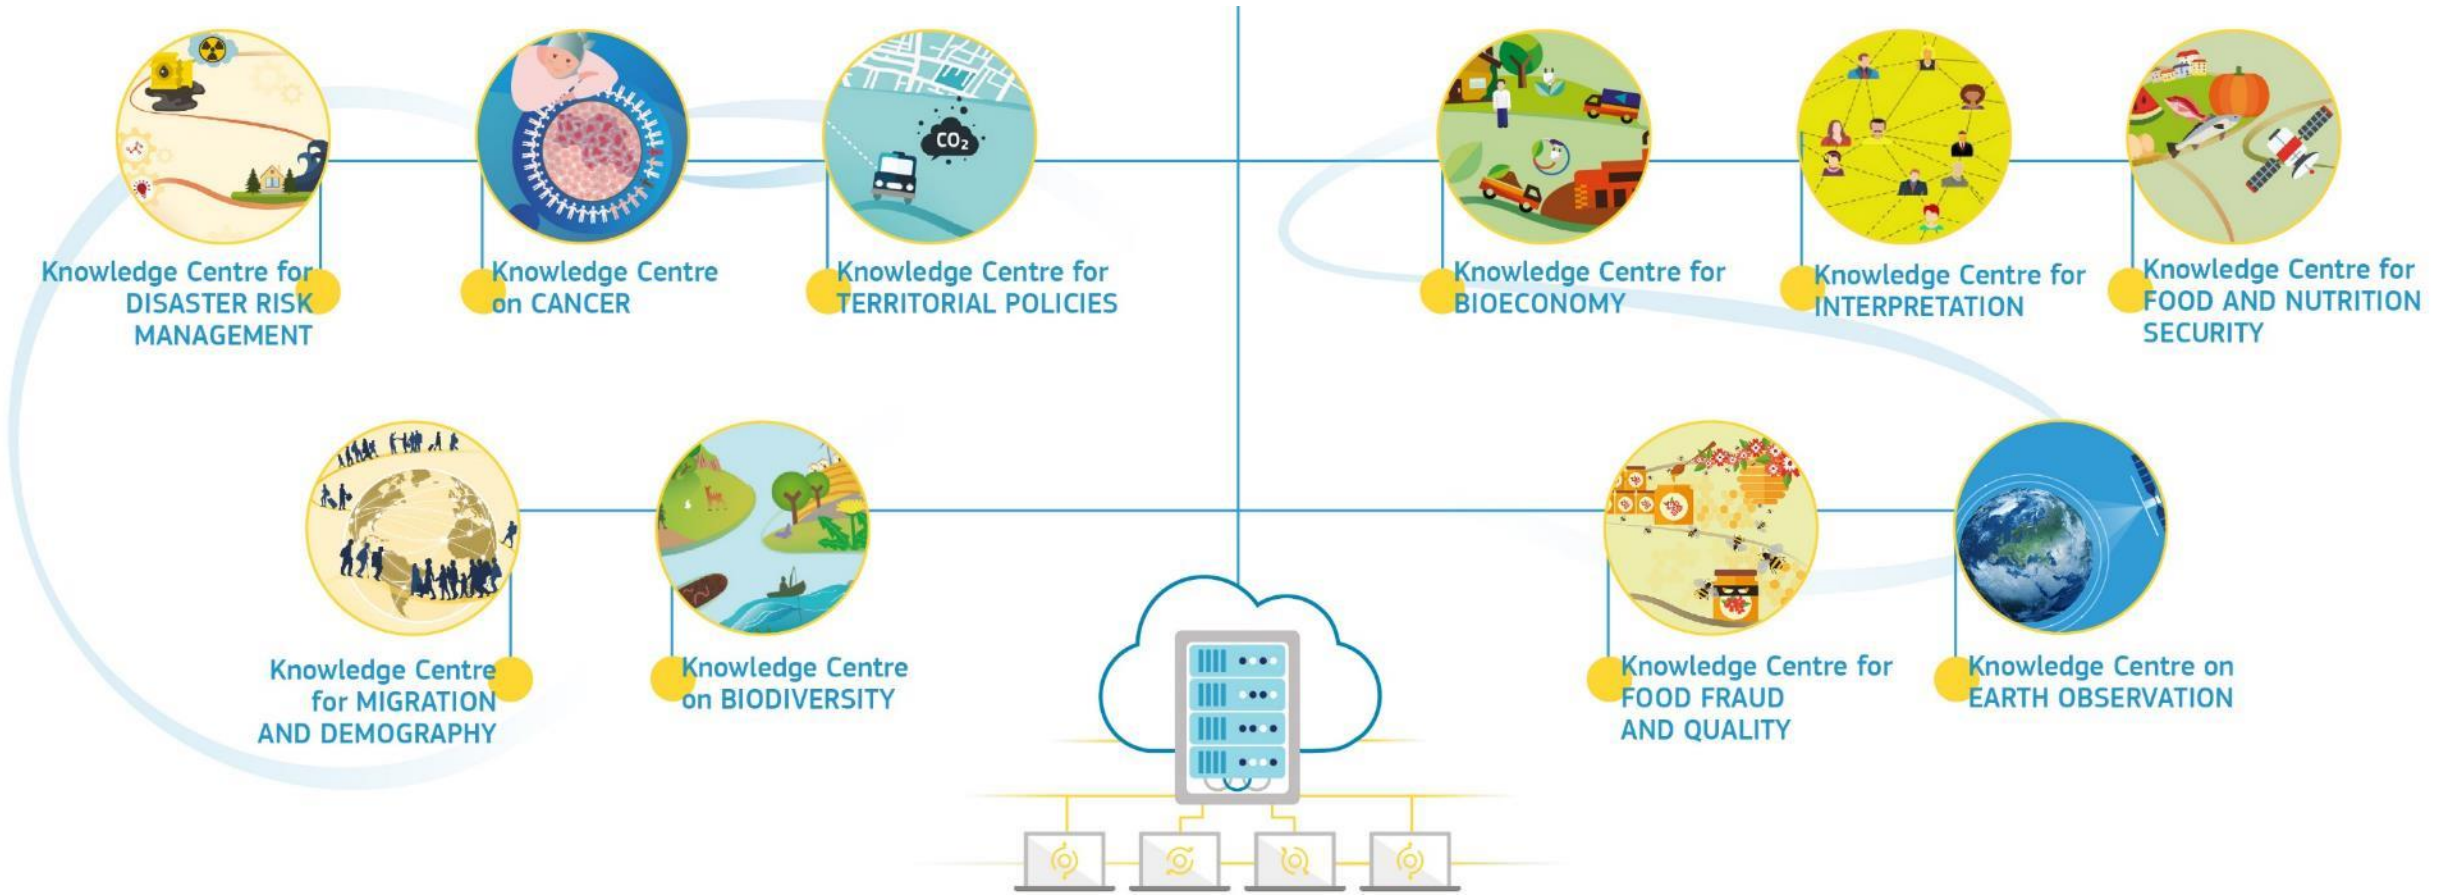 CO₂
Knowledge Centre for
DISASTER RISK
MANAGEMENT
Knowledge Centre
on CANCER
Knowledge Centre for
TERRITORIAL POLICIES
Knowledge Centre for
BIOECONOMY
Knowledge Centre for
INTERPRETATION
Knowledge Centre for
FOOD AND NUTRITION
SECURITY
Knowledge Centre
for MIGRATION
AND DEMOGRAPHY
Knowledge Centre
on BIODIVERSITY
Knowledge Centre for
FOOD FRAUD
AND QUALITY
Knowledge Centre on
EARTH OBSERVATION